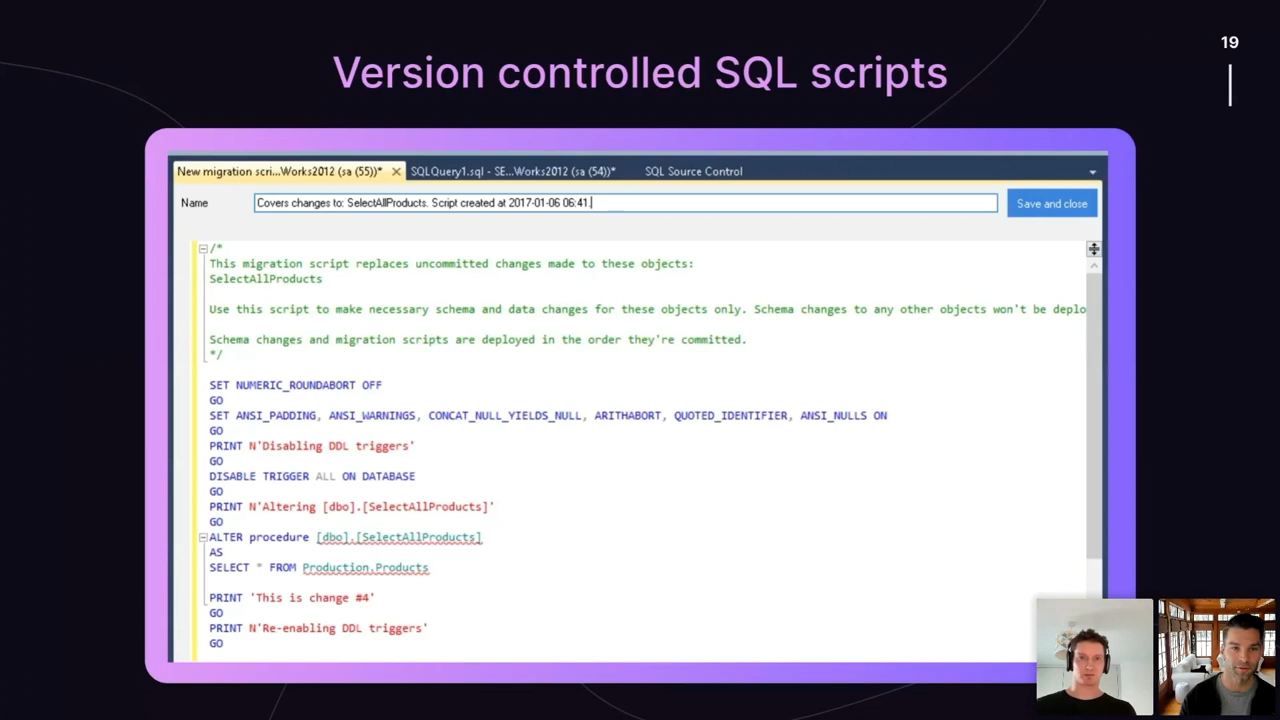 19
Version controlled SQL scripts
New migration scri...Works2012 (sa (55))* SQLQuery1.sql - SE...Works2012 (sa (54))* SQL Source Control
Name Covers changes to: SelectAllProducts. Script created at 2017-01-06 06:41. Save and close
/*
This migration script replaces uncommitted changes made to these objects:
SelectAllProducts
Use this script to make necessary schema and data changes for these objects only. Schema changes to any other objects won't be deplo
Schema changes and migration scripts are deployed in the order they're committed.
*/
SET NUMERIC_ROUNDABORT OFF
GO
SET ANSI_PADDING, ANSI_WARNINGS, CONCAT_NULL_YIELDS_NULL, ARITHABORT, QUOTED_IDENTIFIER, ANSI_NULLS ON
GO
PRINT N'Disabling DDL triggers'
GO
DISABLE TRIGGER ALL ON DATABASE
GO
PRINT N'Altering [dbo].[SelectAllProducts]'
GO
ALTER procedure [dbo].[SelectAllProducts]
AS
SELECT * FROM Production.Products
PRINT 'This is change #4'
GO
PRINT N'Re-enabling DDL triggers'
GO